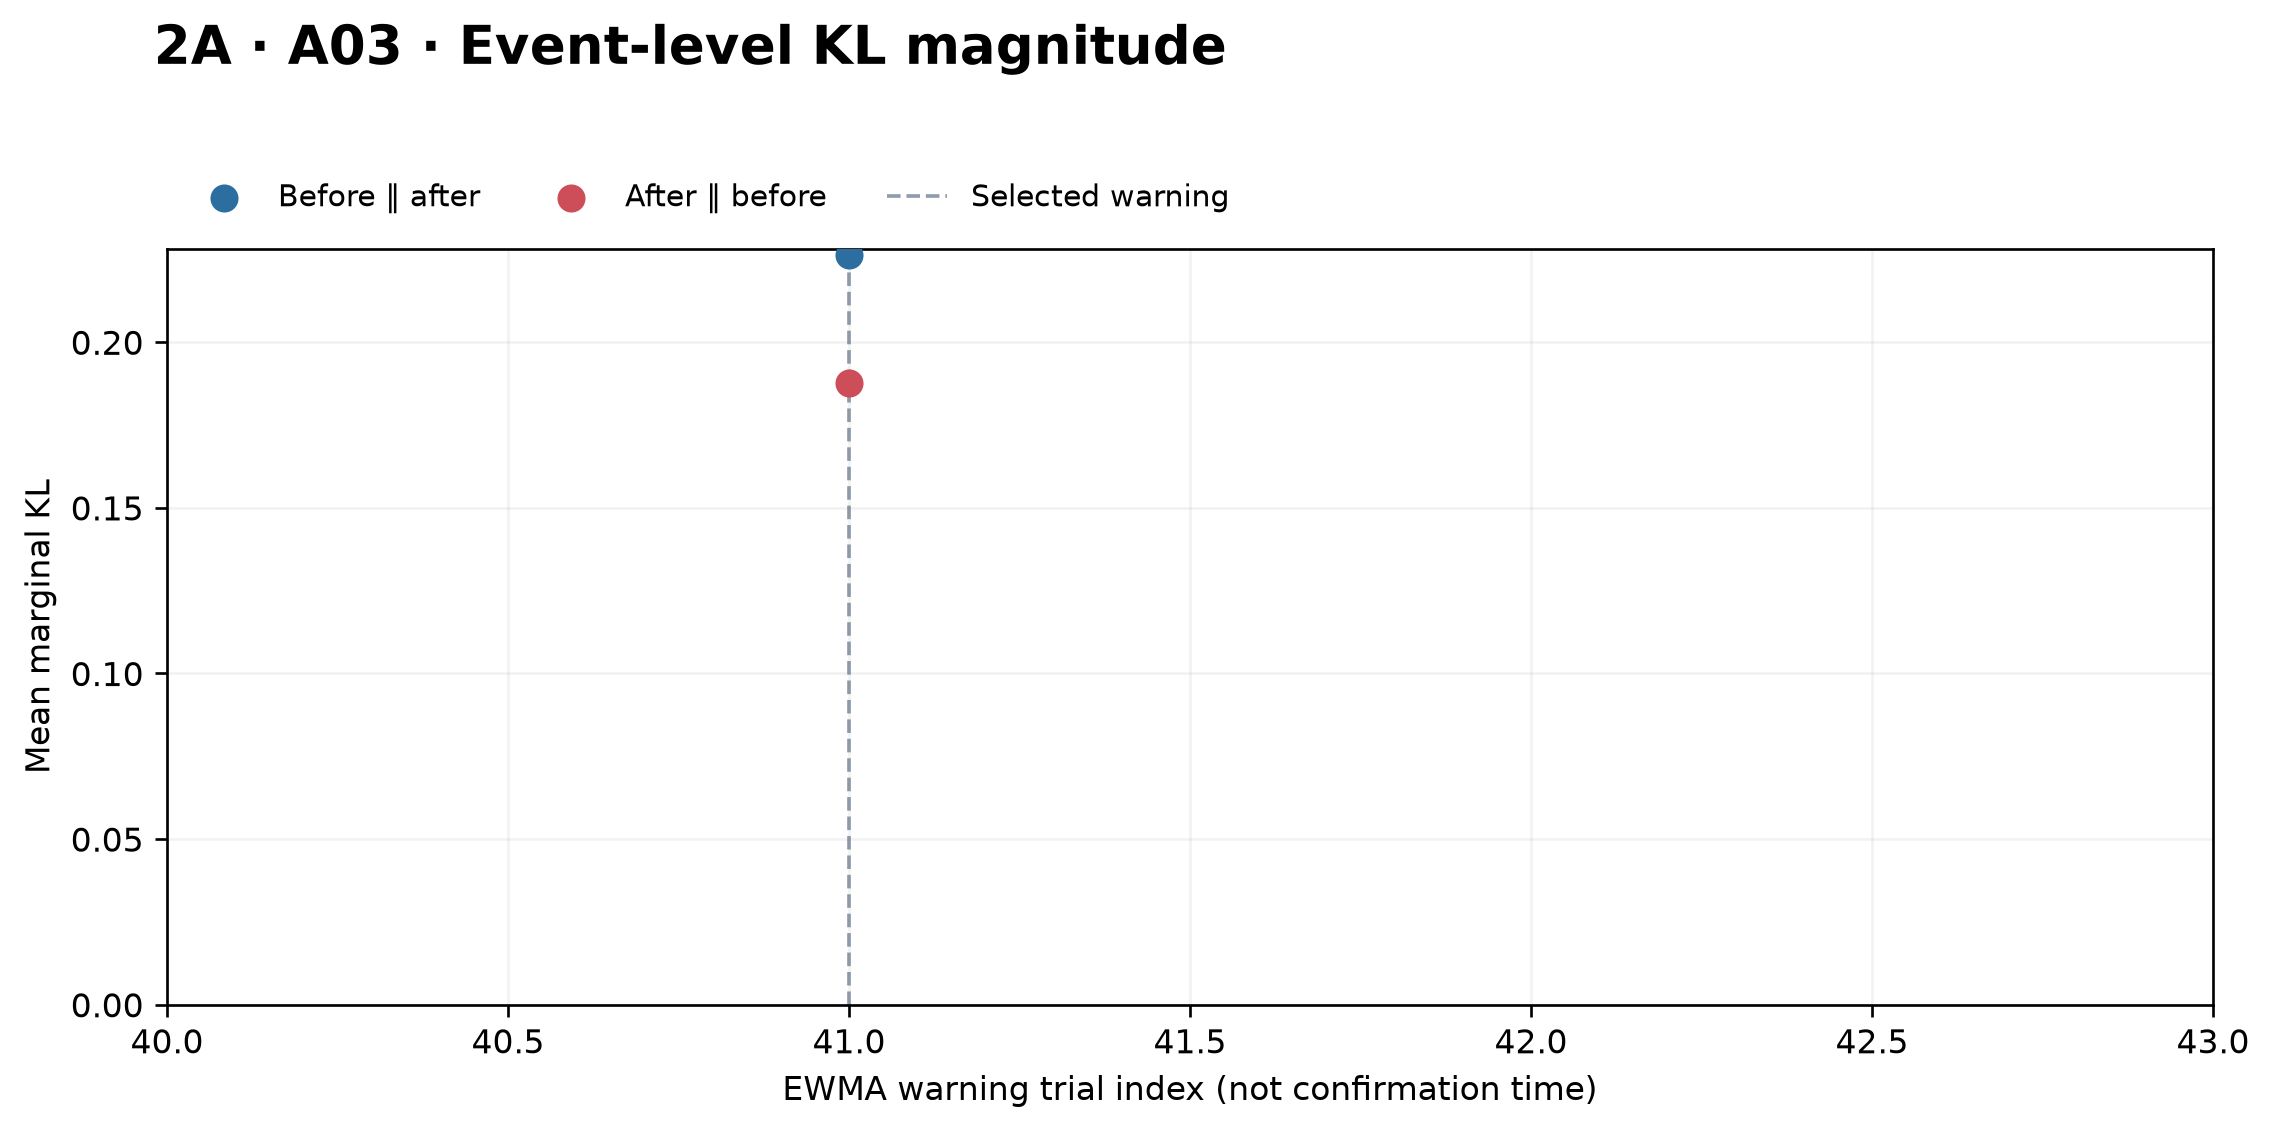 2A · A03 · Event-level KL magnitude
Before ∥ after
After ∥ before
Selected warning
Mean marginal KL
0.20
0.15
0.10
0.05
0.00
40.0
40.5
41.0
41.5
42.0
42.5
43.0
EWMA warning trial index (not confirmation time)